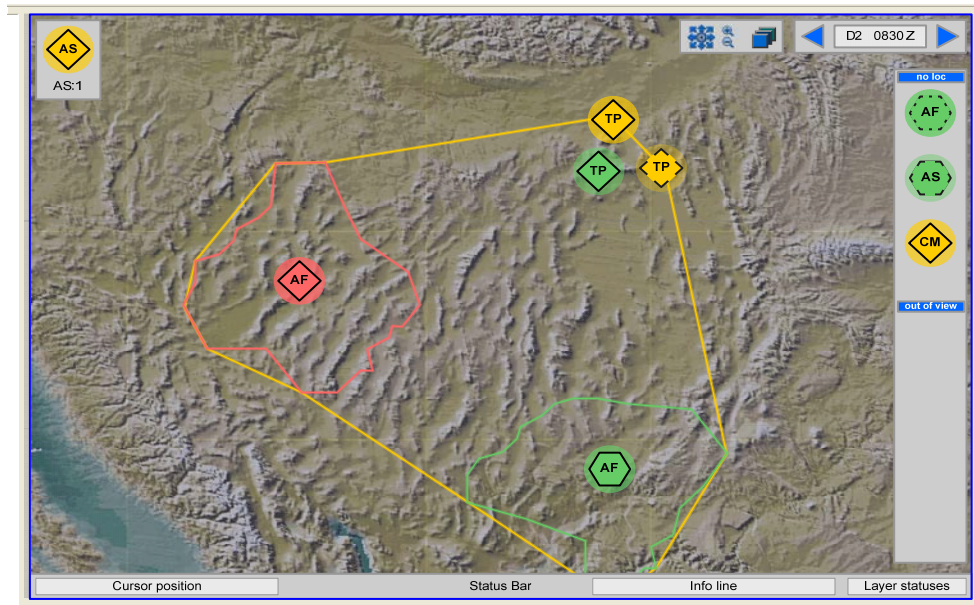 AS
AS:1
D2 0830 Z
no loc
AF
AS
CM
out of view
TP
TP
TP
AF
AF
Cursor position
Status Bar
Info line
Layer statuses